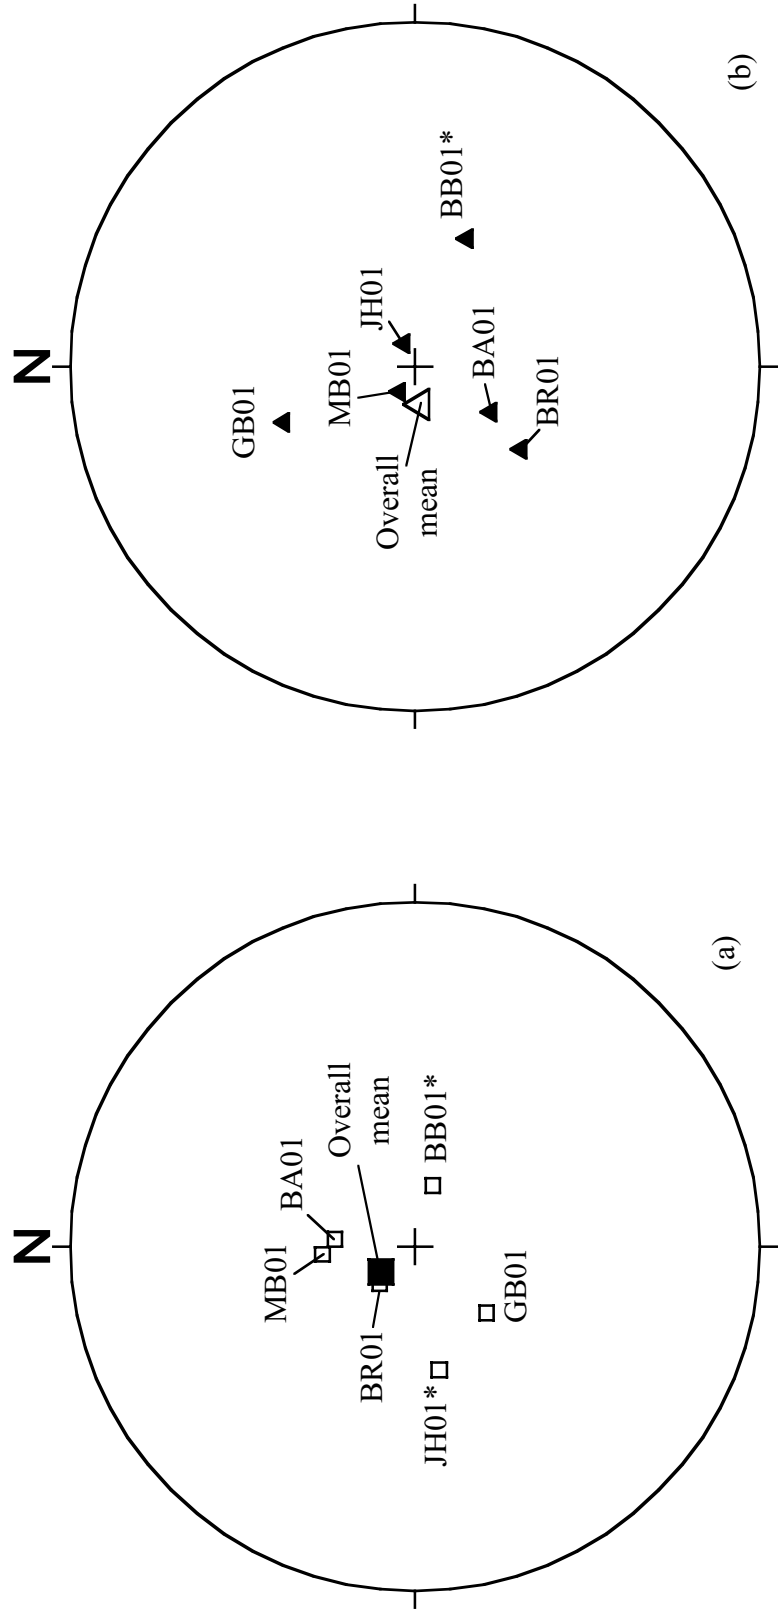 N
MB01
BA01
Overall
mean
BR01
BB01*
JH01*
GB01
(a)
N
GB01
MB01
JH01
Overall
mean
BB01*
BA01
BR01
(b)